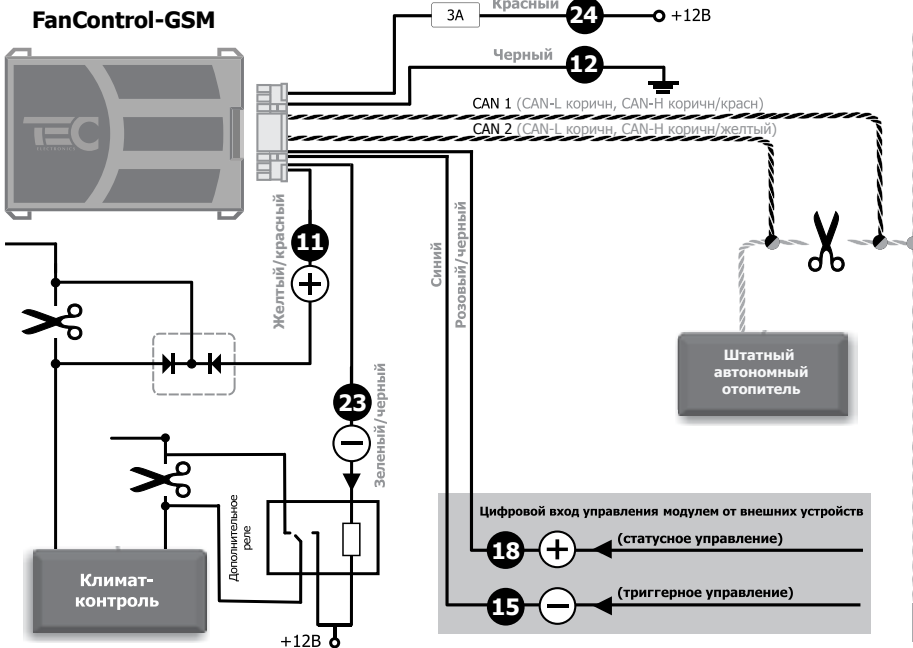 FanControl-GSM
3А
Красный
24
+12В
Черный
12
CAN 1 (CAN-L коричн, CAN-H коричн/красн)
CAN 2 (CAN-L коричн, CAN-H коричн/желтый)
TEC
ELECTRONICS
Желтый/красный
11
+
Синий
Розовый/черный
Штатный
автономный
отопитель
23
−
Зеленый/черный
Дополнительное
реле
Климат-
контроль
+12В
Цифровой вход управления модулем от внешних устройств
18
+
(статусное управление)
15
−
(триггерное управление)